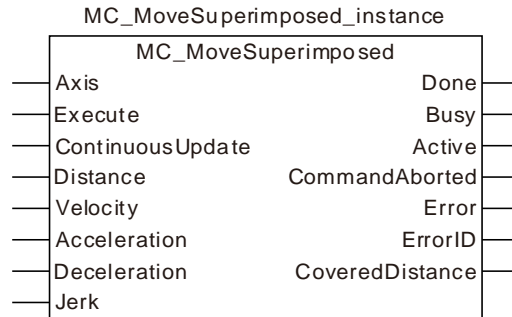 MC_MoveSuperimposed_instance
MC_MoveSuperimposed
Axis Done
Execute Busy
ContinuousUpdate Active
Distance CommandAborted
Velocity Error
Acceleration ErrorID
Deceleration CoveredDistance
Jerk